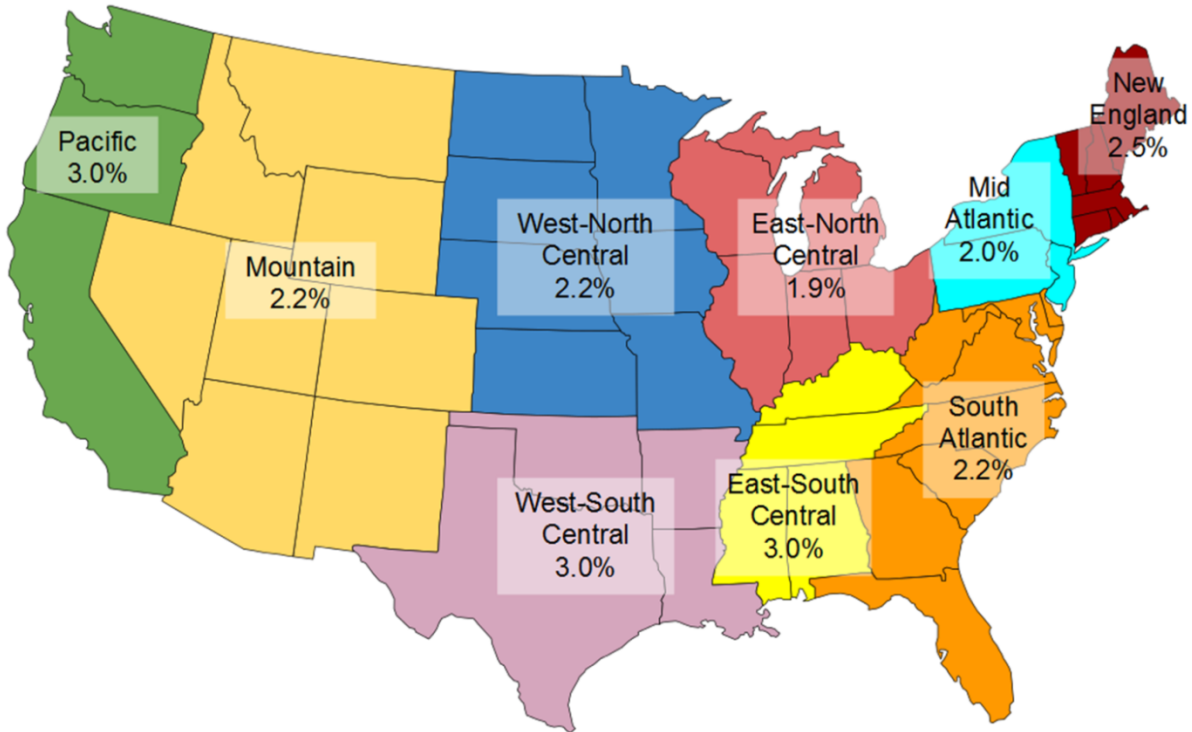 Pacific
3.0%
Mountain
2.2%
West-North
Central
2.2%
East-North
Central
1.9%
Mid
Atlantic
2.0%
New
England
2.5%
West-South
Central
3.0%
East-South
Central
3.0%
South
Atlantic
2.2%